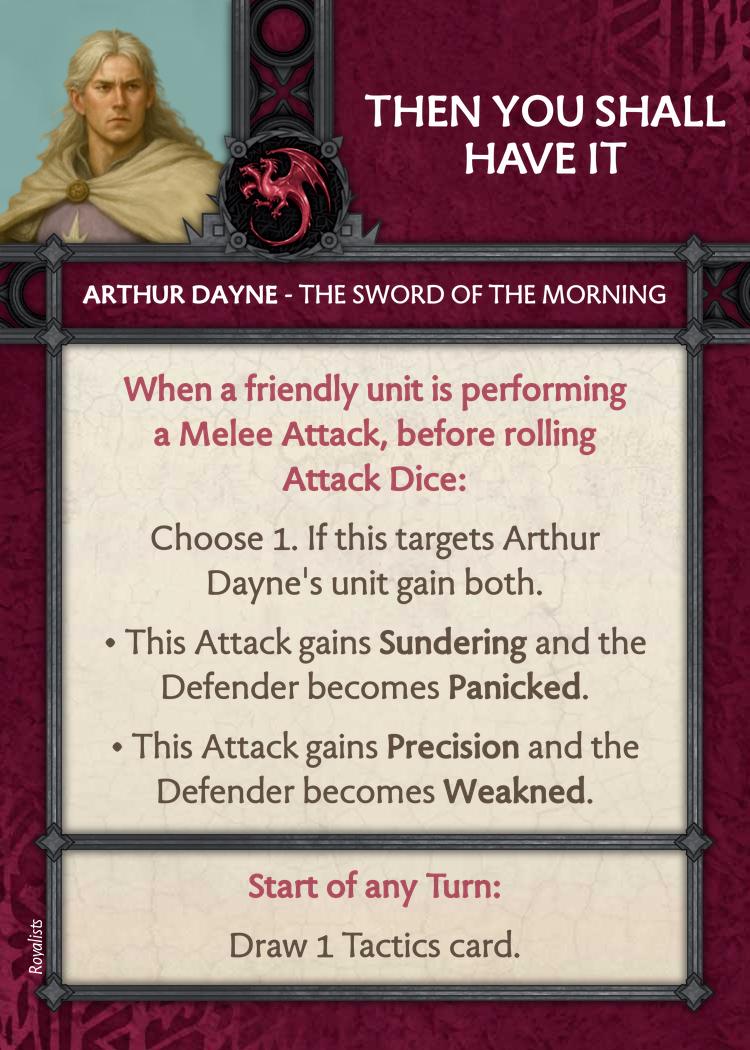 THEN YOU SHALL
HAVE IT
ARTHUR DAYNE - THE SWORD OF THE MORNING
When a friendly unit is performing
a Melee Attack, before rolling
Attack Dice:
Choose 1. If this targets Arthur
Dayne's unit gain both.
• This Attack gains Sundering and the
Defender becomes Panicked.
• This Attack gains Precision and the
Defender becomes Weakned.
Start of any Turn:
Draw 1 Tactics card.
Royalists